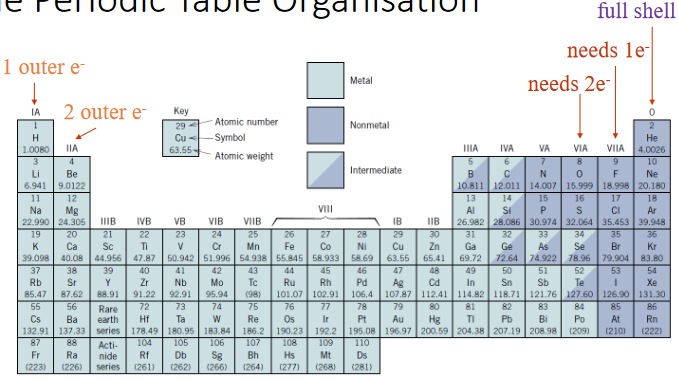 e Periodic Table Organisation
full shell
needs 1e-
1 outer e-
needs 2e-
2 outer e-
Metal
Nonmetal
Intermediate
Key
29 Atomic number
Cu Symbol
63.55 Atomic weight
IA 0
1 2
H He
1.0080 IIA IIIA IVA VA VIA VIIA 4.0026
3 4 5 6 7 8 9 10
Li Be B C N O F Ne
6.941 9.0122 10.811 12.011 14.007 15.999 18.998 20.180
11 12 VIII 13 14 15 16 17 18
Na Mg Al Si P S Cl Ar
22.990 24.305 IIIB IVB VB VIB VIIB IB IIB 26.982 28.086 30.974 32.064 35.453 39.948
19 20 21 22 23 24 25 26 27 28 29 30 31 32 33 34 35 36
K Ca Sc Ti V Cr Mn Fe Co Ni Cu Zn Ga Ge As Se Br Kr
39.098 40.08 44.956 47.87 50.942 51.996 54.938 55.845 58.933 58.69 63.55 65.41 69.72 72.64 74.922 78.96 79.904 83.80
37 38 39 40 41 42 43 44 45 46 47 48 49 50 51 52 53 54
Rb Sr Y Zr Nb Mo Tc Ru Rh Pd Ag Cd In Sn Sb Te I Xe
85.47 87.62 88.91 91.22 92.91 95.94 (98) 101.07 102.91 106.4 107.87 112.41 114.82 118.71 121.76 127.60 126.90 131.30
55 56 Rare 72 73 74 75 76 77 78 79 80 81 82 83 84 85 86
Cs Ba earth Hf Ta W Re Os Ir Pt Au Hg Tl Pb Bi Po At Rn
132.91 137.33 series 178.49 180.95 183.84 186.2 190.23 192.2 195.08 196.97 200.59 204.38 207.19 208.98 (209) (210) (222)
87 88 Acti- 104 105 106 107 108 109 110
Fr Ra nide Rf Db Sg Bh Hs Mt Ds
(223) (226) series (261) (262) (266) (264) (277) (268) (281)